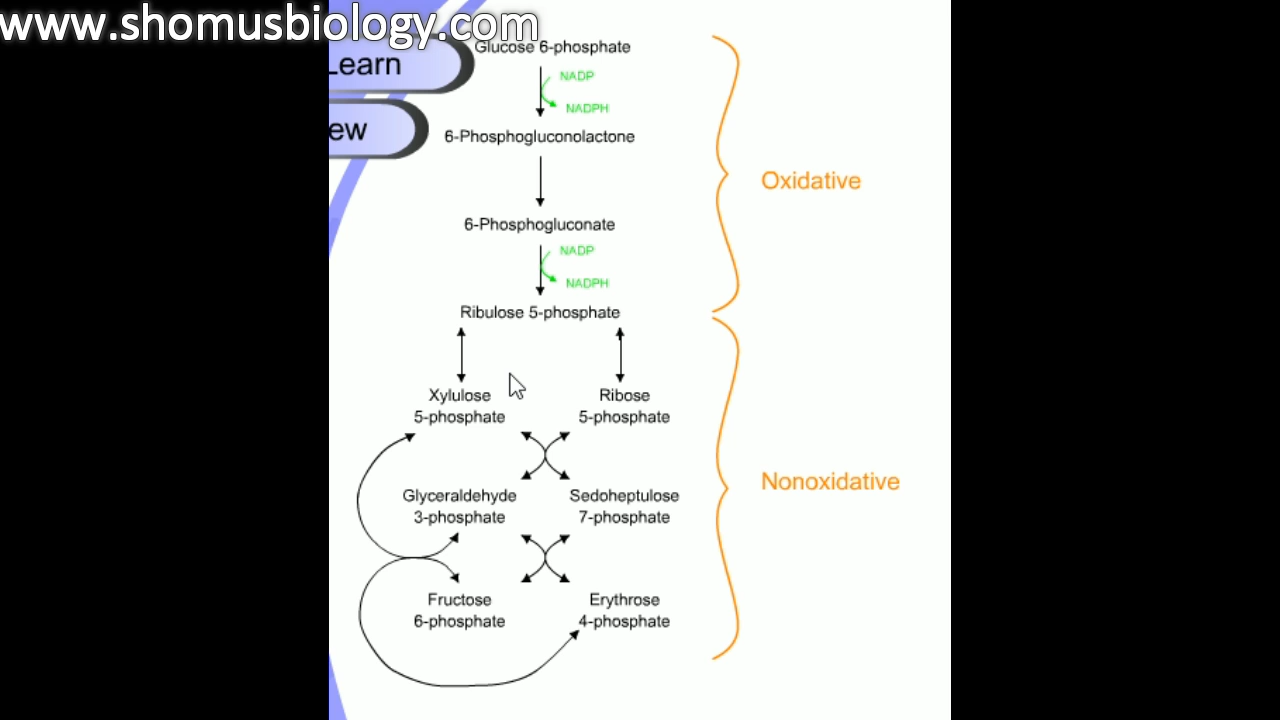 www.shomusbiology.com
Learn
ew
Glucose 6-phosphate
NADP
NADPH
6-Phosphogluconolactone
Oxidative
6-Phosphogluconate
NADP
NADPH
Ribulose 5-phosphate
Xylulose
5-phosphate
Ribose
5-phosphate
Glyceraldehyde
3-phosphate
Sedoheptulose
7-phosphate
Nonoxidative
Fructose
6-phosphate
Erythrose
4-phosphate